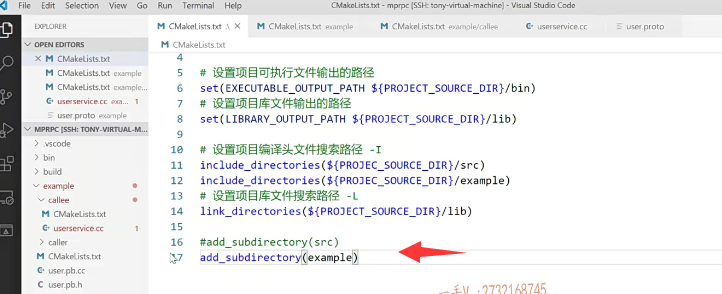 File Edit Selection View Go Run Terminal Help CMakeLists.txt - mprpc [SSH: tony-virtual-machine] - Visual Studio Code
EXPLORER
OPEN EDITORS
CMakeLists.txt
CMakeLists.txt example
CMakeLists.txt example/...
userservice.cc exa... 1
user.proto example
MPRPC [SSH: TONY-VIRTUAL-M...
.vscode
bin
build
example
callee
CMakeLists.txt
userservice.cc 1
caller
user.pb.cc
user.pb.h
CMakeLists.txt .\ CMakeLists.txt example CMakeLists.txt example/callee userservice.cc 1 user.proto
CMakeLists.txt
4
5 # 设置项目可执行文件输出的路径
6 set(EXECUTABLE_OUTPUT_PATH ${PROJECT_SOURCE_DIR}/bin)
7 # 设置项目库文件输出的路径
8 set(LIBRARY_OUTPUT_PATH ${PROJECT_SOURCE_DIR}/lib)
9
10 # 设置项目编译头文件搜索路径 -I
11 include_directories(${PROJEC_SOURCE_DIR}/src)
12 include_directories(${PROJECT_SOURCE_DIR}/example)
13 # 设置项目库文件搜索路径 -L
14 link_directories(${PROJECT_SOURCE_DIR}/lib)
15
16 #add_subdirectory(src)
17 add_subdirectory(example)
:2732168745